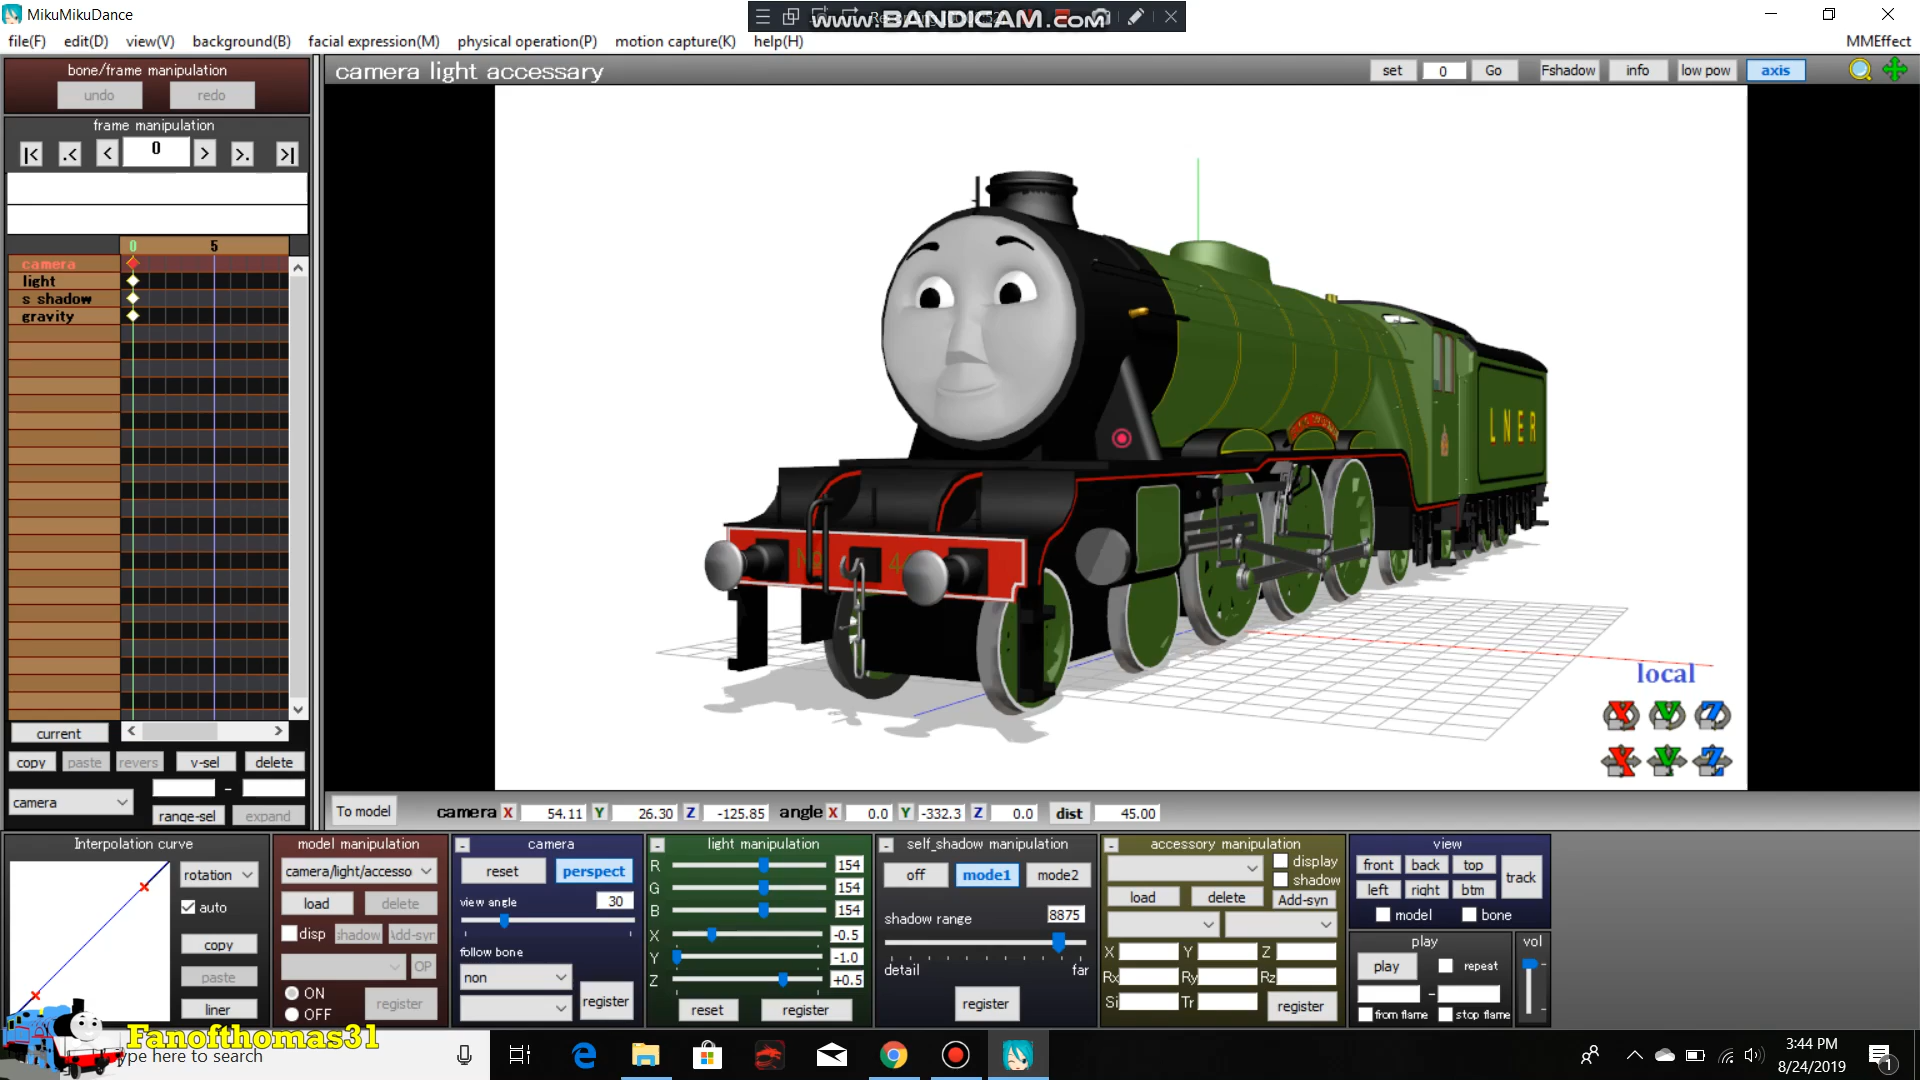 MikuMikuDance
www.BANDICAM.com
file(F) edit(D) view(V) background(B) facial expression(M) physical operation(P) motion capture(K) help(H) MMEffect
bone/frame manipulation
undo redo
camera light accessary
set 0 Go Fshadow info low pow axis
frame manipulation
|< .< < 0 > >. >|
0 5
camera
light
s shadow
gravity
LNER
No 4
local
X Y Z
X Y Z
current
copy paste revers v-sel delete
camera -
range-sel expand
To model camera X 54.11 Y 26.30 Z -125.85 angle X 0.0 Y -332.3 Z 0.0 dist 45.00
Interpolation curve
rotation
auto
copy
paste
liner
model manipulation
camera/light/accesso
load delete
disp shadow Add-syn
OP
ON
OFF
register
- camera
reset perspect
view angle 30
follow bone
non
register
- light manipulation
R 154
G 154
B 154
X -0.5
Y -1.0
Z +0.5
reset register
- self_shadow manipulation
off mode1 mode2
shadow range 8875
detail far
register
- accessory manipulation
display
shadow
load delete Add-syn
X Y Z
Rx Ry Rz
Si Tr register
view
front back top
left right btm
track
model bone
play
play repeat
-
from flame stop flame
vol
Fanofthomas31
ype here to search
3:44 PM
8/24/2019
1